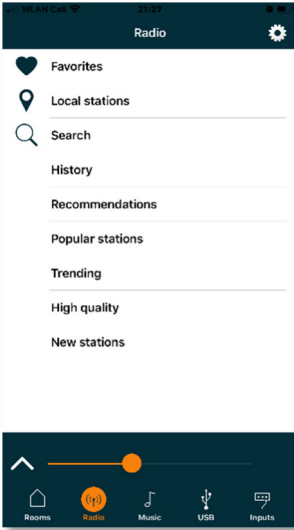 WLAN Call 21:27
Radio
Favorites
Local stations
Search
History
Recommendations
Popular stations
Trending
High quality
New stations
Rooms Radio Music USB Inputs